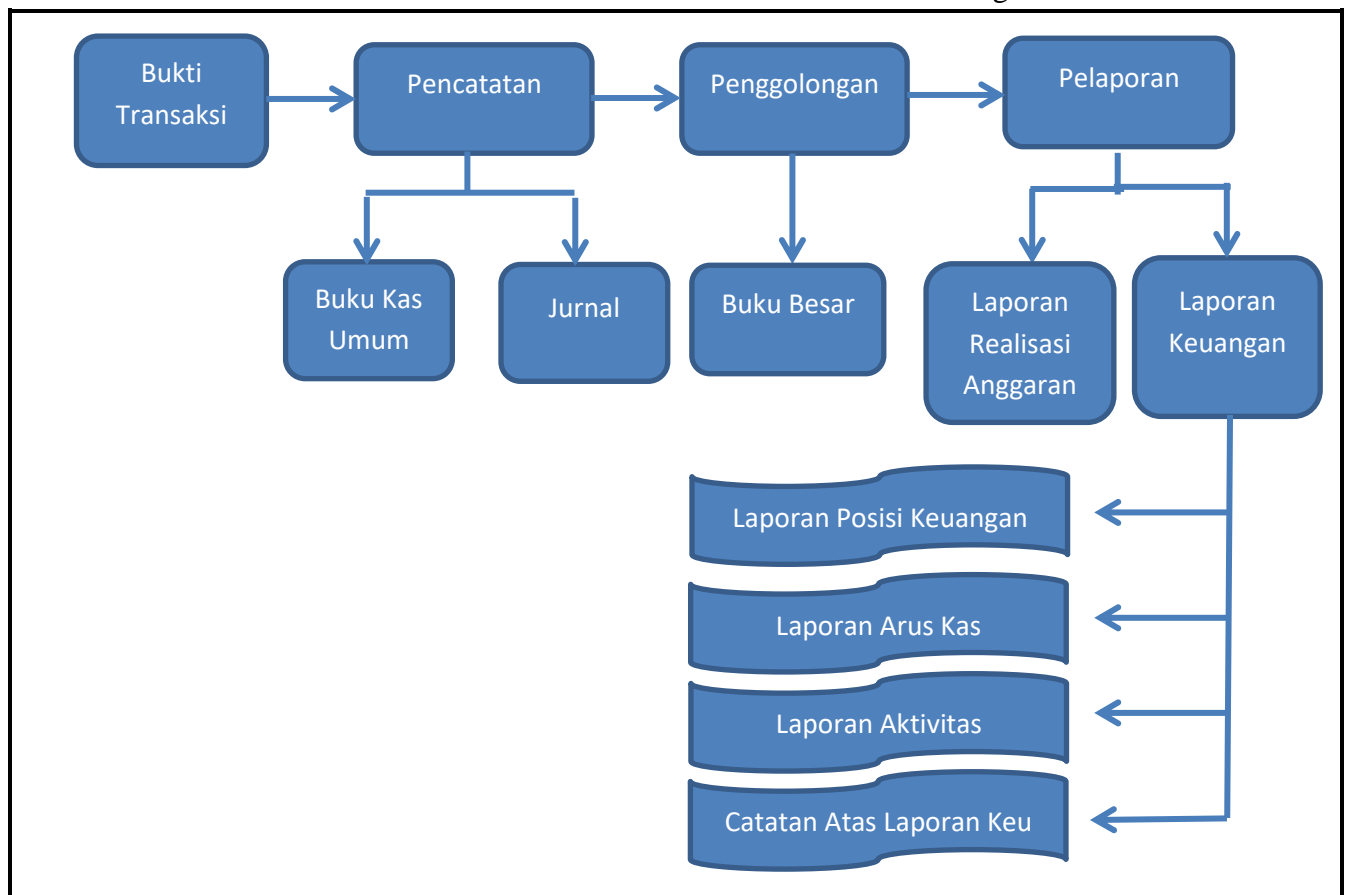 Bukti
Transaksi
Pencatatan
Penggolongan
Pelaporan
Buku Kas
Umum
Jurnal
Buku Besar
Laporan
Realisasi
Anggaran
Laporan
Keuangan
Laporan Posisi Keuangan
Laporan Arus Kas
Laporan Aktivitas
Catatan Atas Laporan Keu